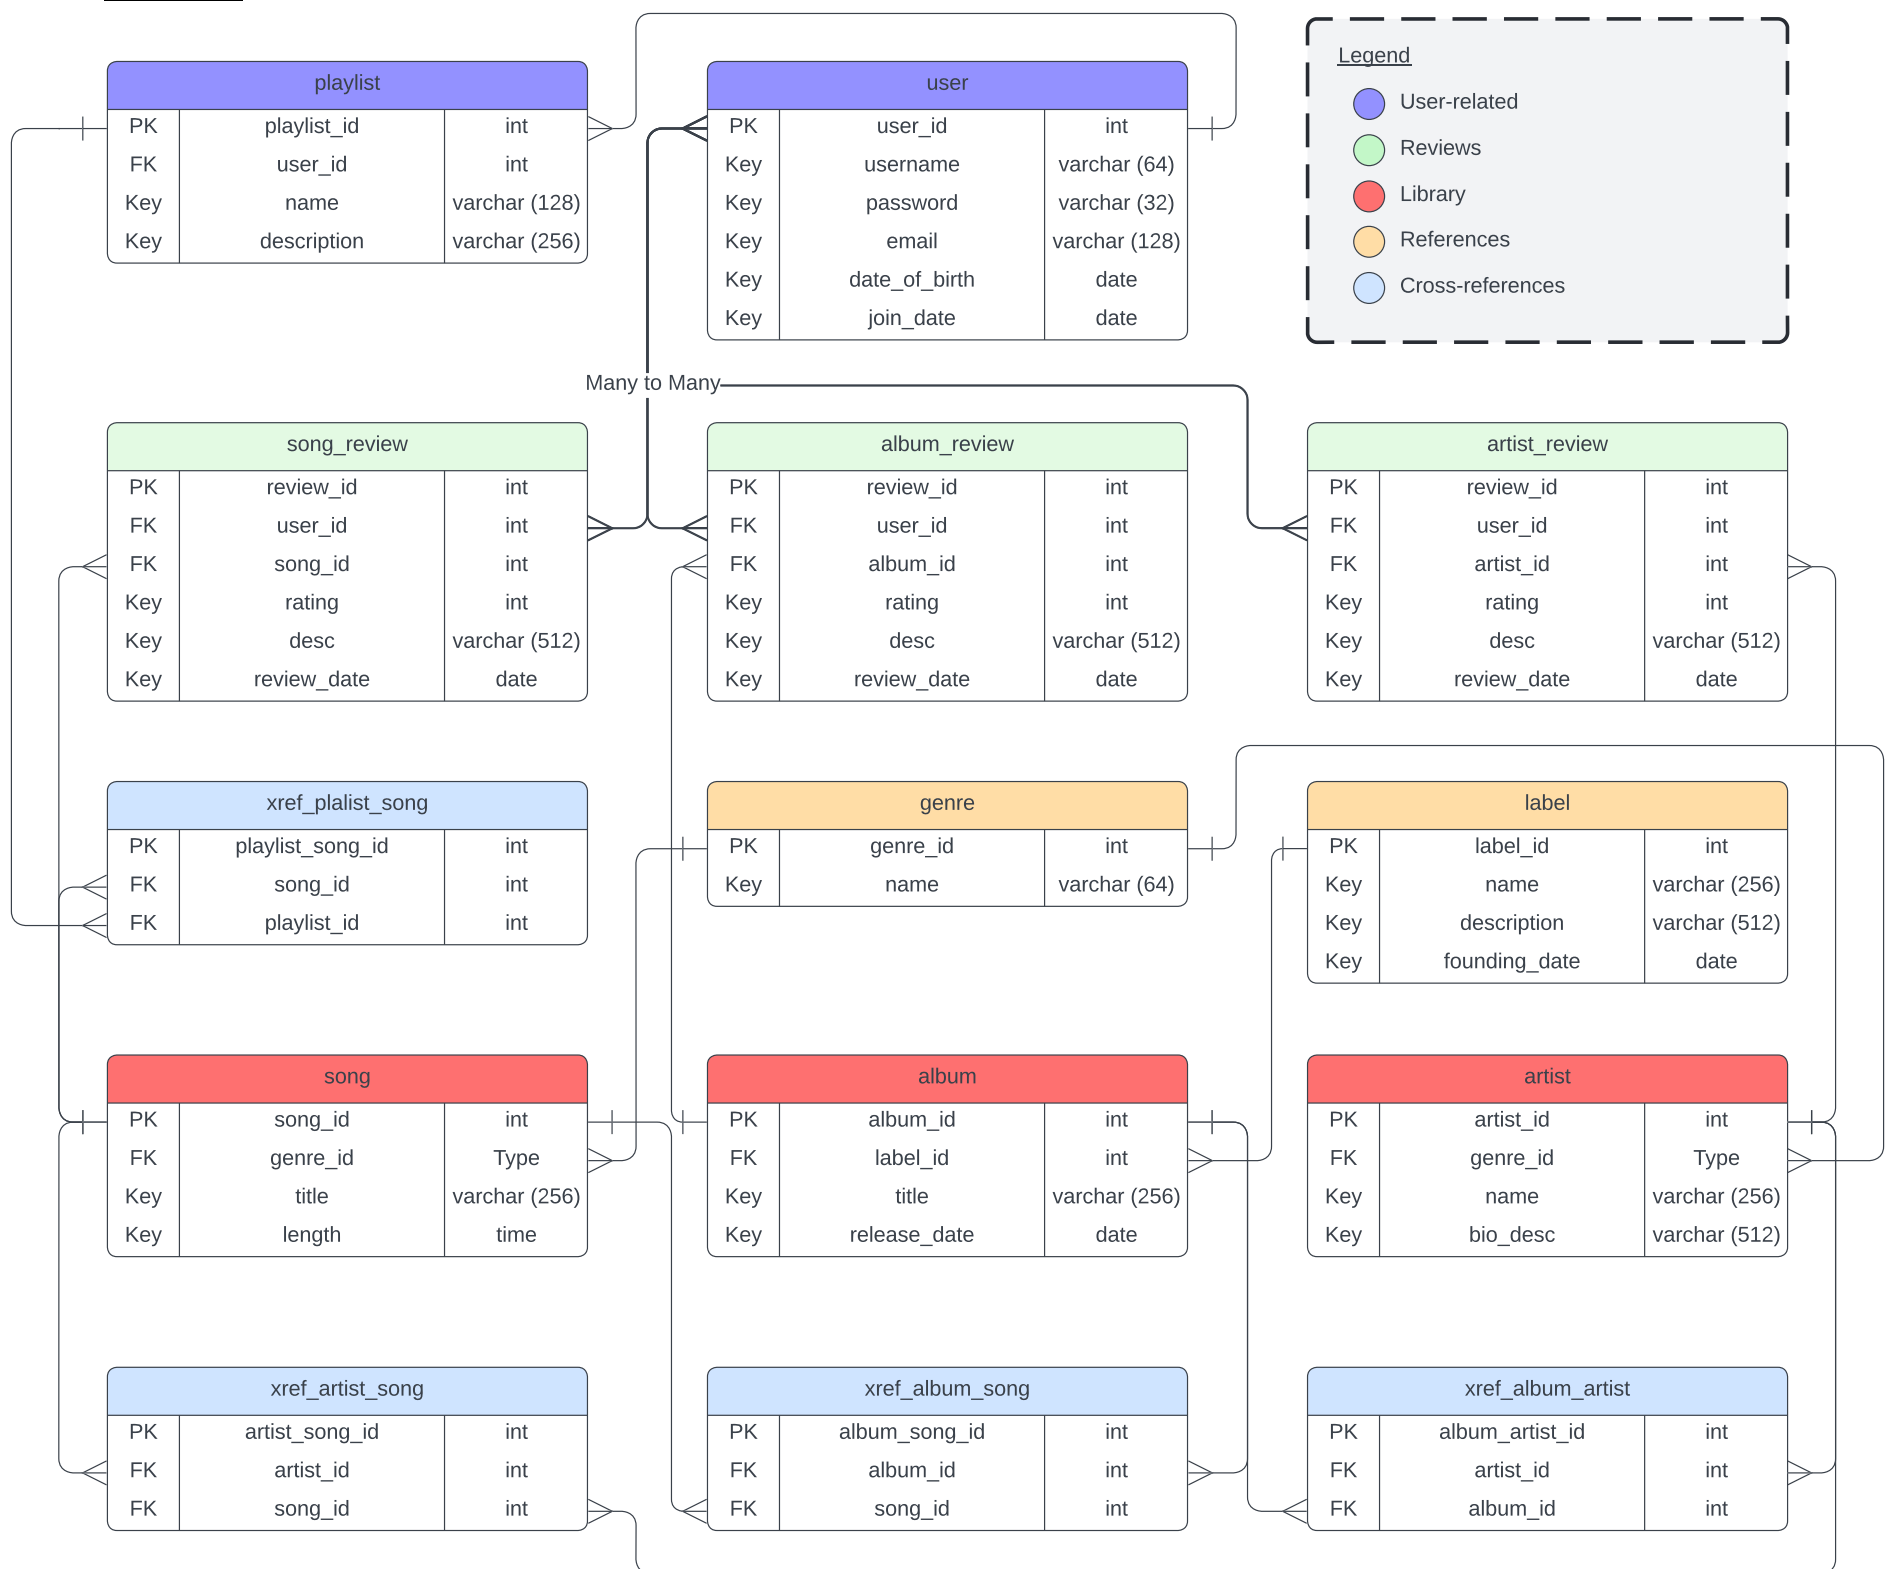 playlist
PK playlist_id int
FK user_id int
Key name varchar (128)
Key description varchar (256)
user
PK user_id int
Key username varchar (64)
Key password varchar (32)
Key email varchar (128)
Key date_of_birth date
Key join_date date
Legend
User-related
Reviews
Library
References
Cross-references
Many to Many
song_review
PK review_id int
FK user_id int
FK song_id int
Key rating int
Key desc varchar (512)
Key review_date date
album_review
PK review_id int
FK user_id int
FK album_id int
Key rating int
Key desc varchar (512)
Key review_date date
artist_review
PK review_id int
FK user_id int
FK artist_id int
Key rating int
Key desc varchar (512)
Key review_date date
xref_plalist_song
PK playlist_song_id int
FK song_id int
FK playlist_id int
genre
PK genre_id int
Key name varchar (64)
label
PK label_id int
Key name varchar (256)
Key description varchar (512)
Key founding_date date
song
PK song_id int
FK genre_id Type
Key title varchar (256)
Key length time
album
PK album_id int
FK label_id int
Key title varchar (256)
Key release_date date
artist
PK artist_id int
FK genre_id Type
Key name varchar (256)
Key bio_desc varchar (512)
xref_artist_song
PK artist_song_id int
FK artist_id int
FK song_id int
xref_album_song
PK album_song_id int
FK album_id int
FK song_id int
xref_album_artist
PK album_artist_id int
FK artist_id int
FK album_id int